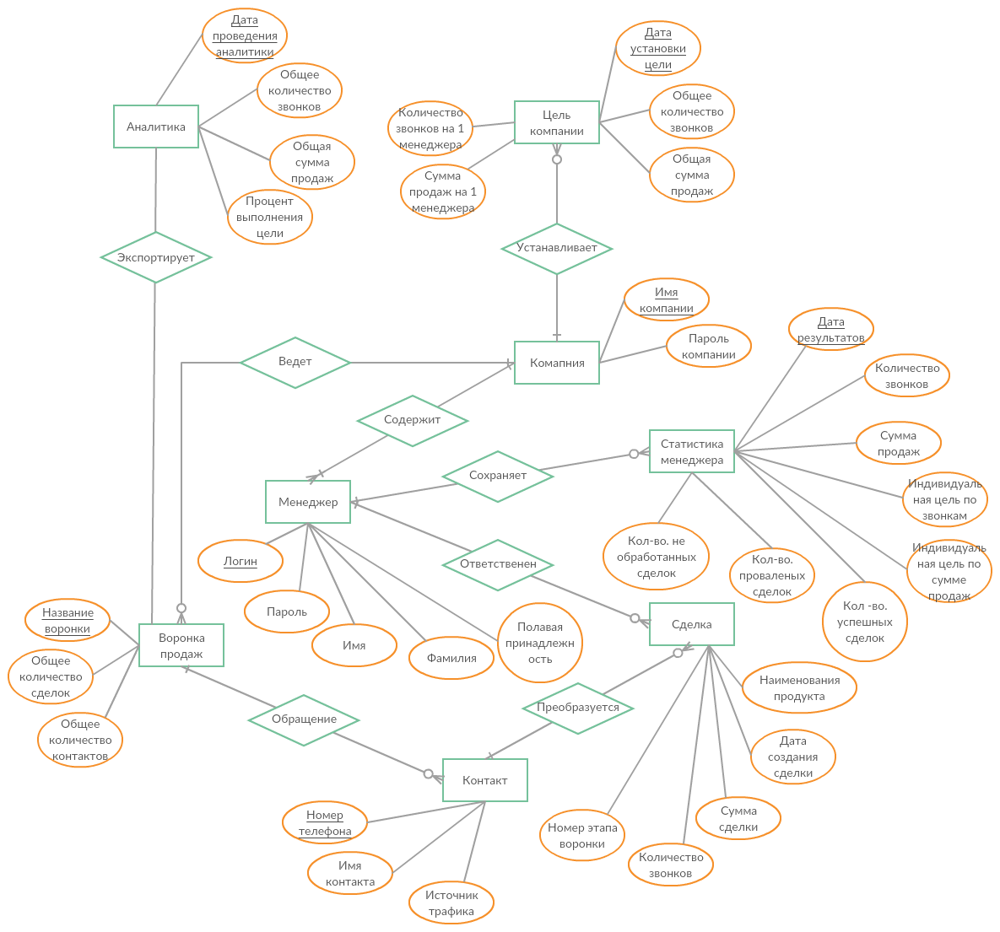 Дата
проведения
аналитики
Общее
количество
звонков
Аналитика
Общая
сумма
продаж
Процент
выполнения
цели
Экспортирует
Дата
установки
цели
Количество
звонков на 1
менеджера
Цель
компании
Общее
количество
звонков
Сумма
продаж на 1
менеджера
Общая
сумма
продаж
Устанавливает
Имя
компании
Пароль
компании
Комапния
Ведет
Содержит
Дата
результатов
Количество
звонков
Статистика
менеджера
Сумма
продаж
Сохраняет
Индивидуаль
ная цель по
звонкам
Менеджер
Индивидуаль
ная цель по
сумме
продаж
Кол-во. не
обработанных
сделок
Кол-во.
проваленых
сделок
Кол -во.
успешных
сделок
Ответственен
Логин
Пароль
Имя
Фамилия
Полавая
принадлежн
ость
Сделка
Название
воронки
Воронка
продаж
Общее
количество
сделок
Общее
количество
контактов
Обращение
Преобразуется
Наименования
продукта
Дата
создания
сделки
Контакт
Номер
телефона
Имя
контакта
Источник
трафика
Номер этапа
воронки
Количество
звонков
Сумма
сделки